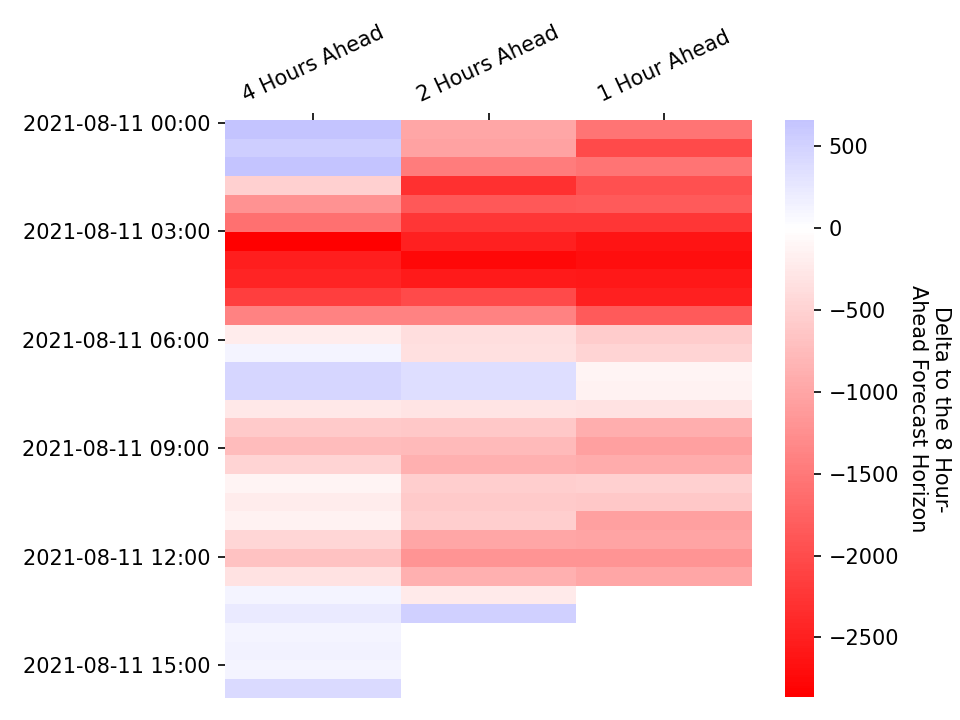 4 Hours Ahead
2 Hours Ahead
1 Hour Ahead
2021-08-11 00:00
2021-08-11 03:00
2021-08-11 06:00
2021-08-11 09:00
2021-08-11 12:00
2021-08-11 15:00
500
0
−500
−1000
−1500
−2000
−2500
Delta to the 8 Hour-
Ahead Forecast Horizon